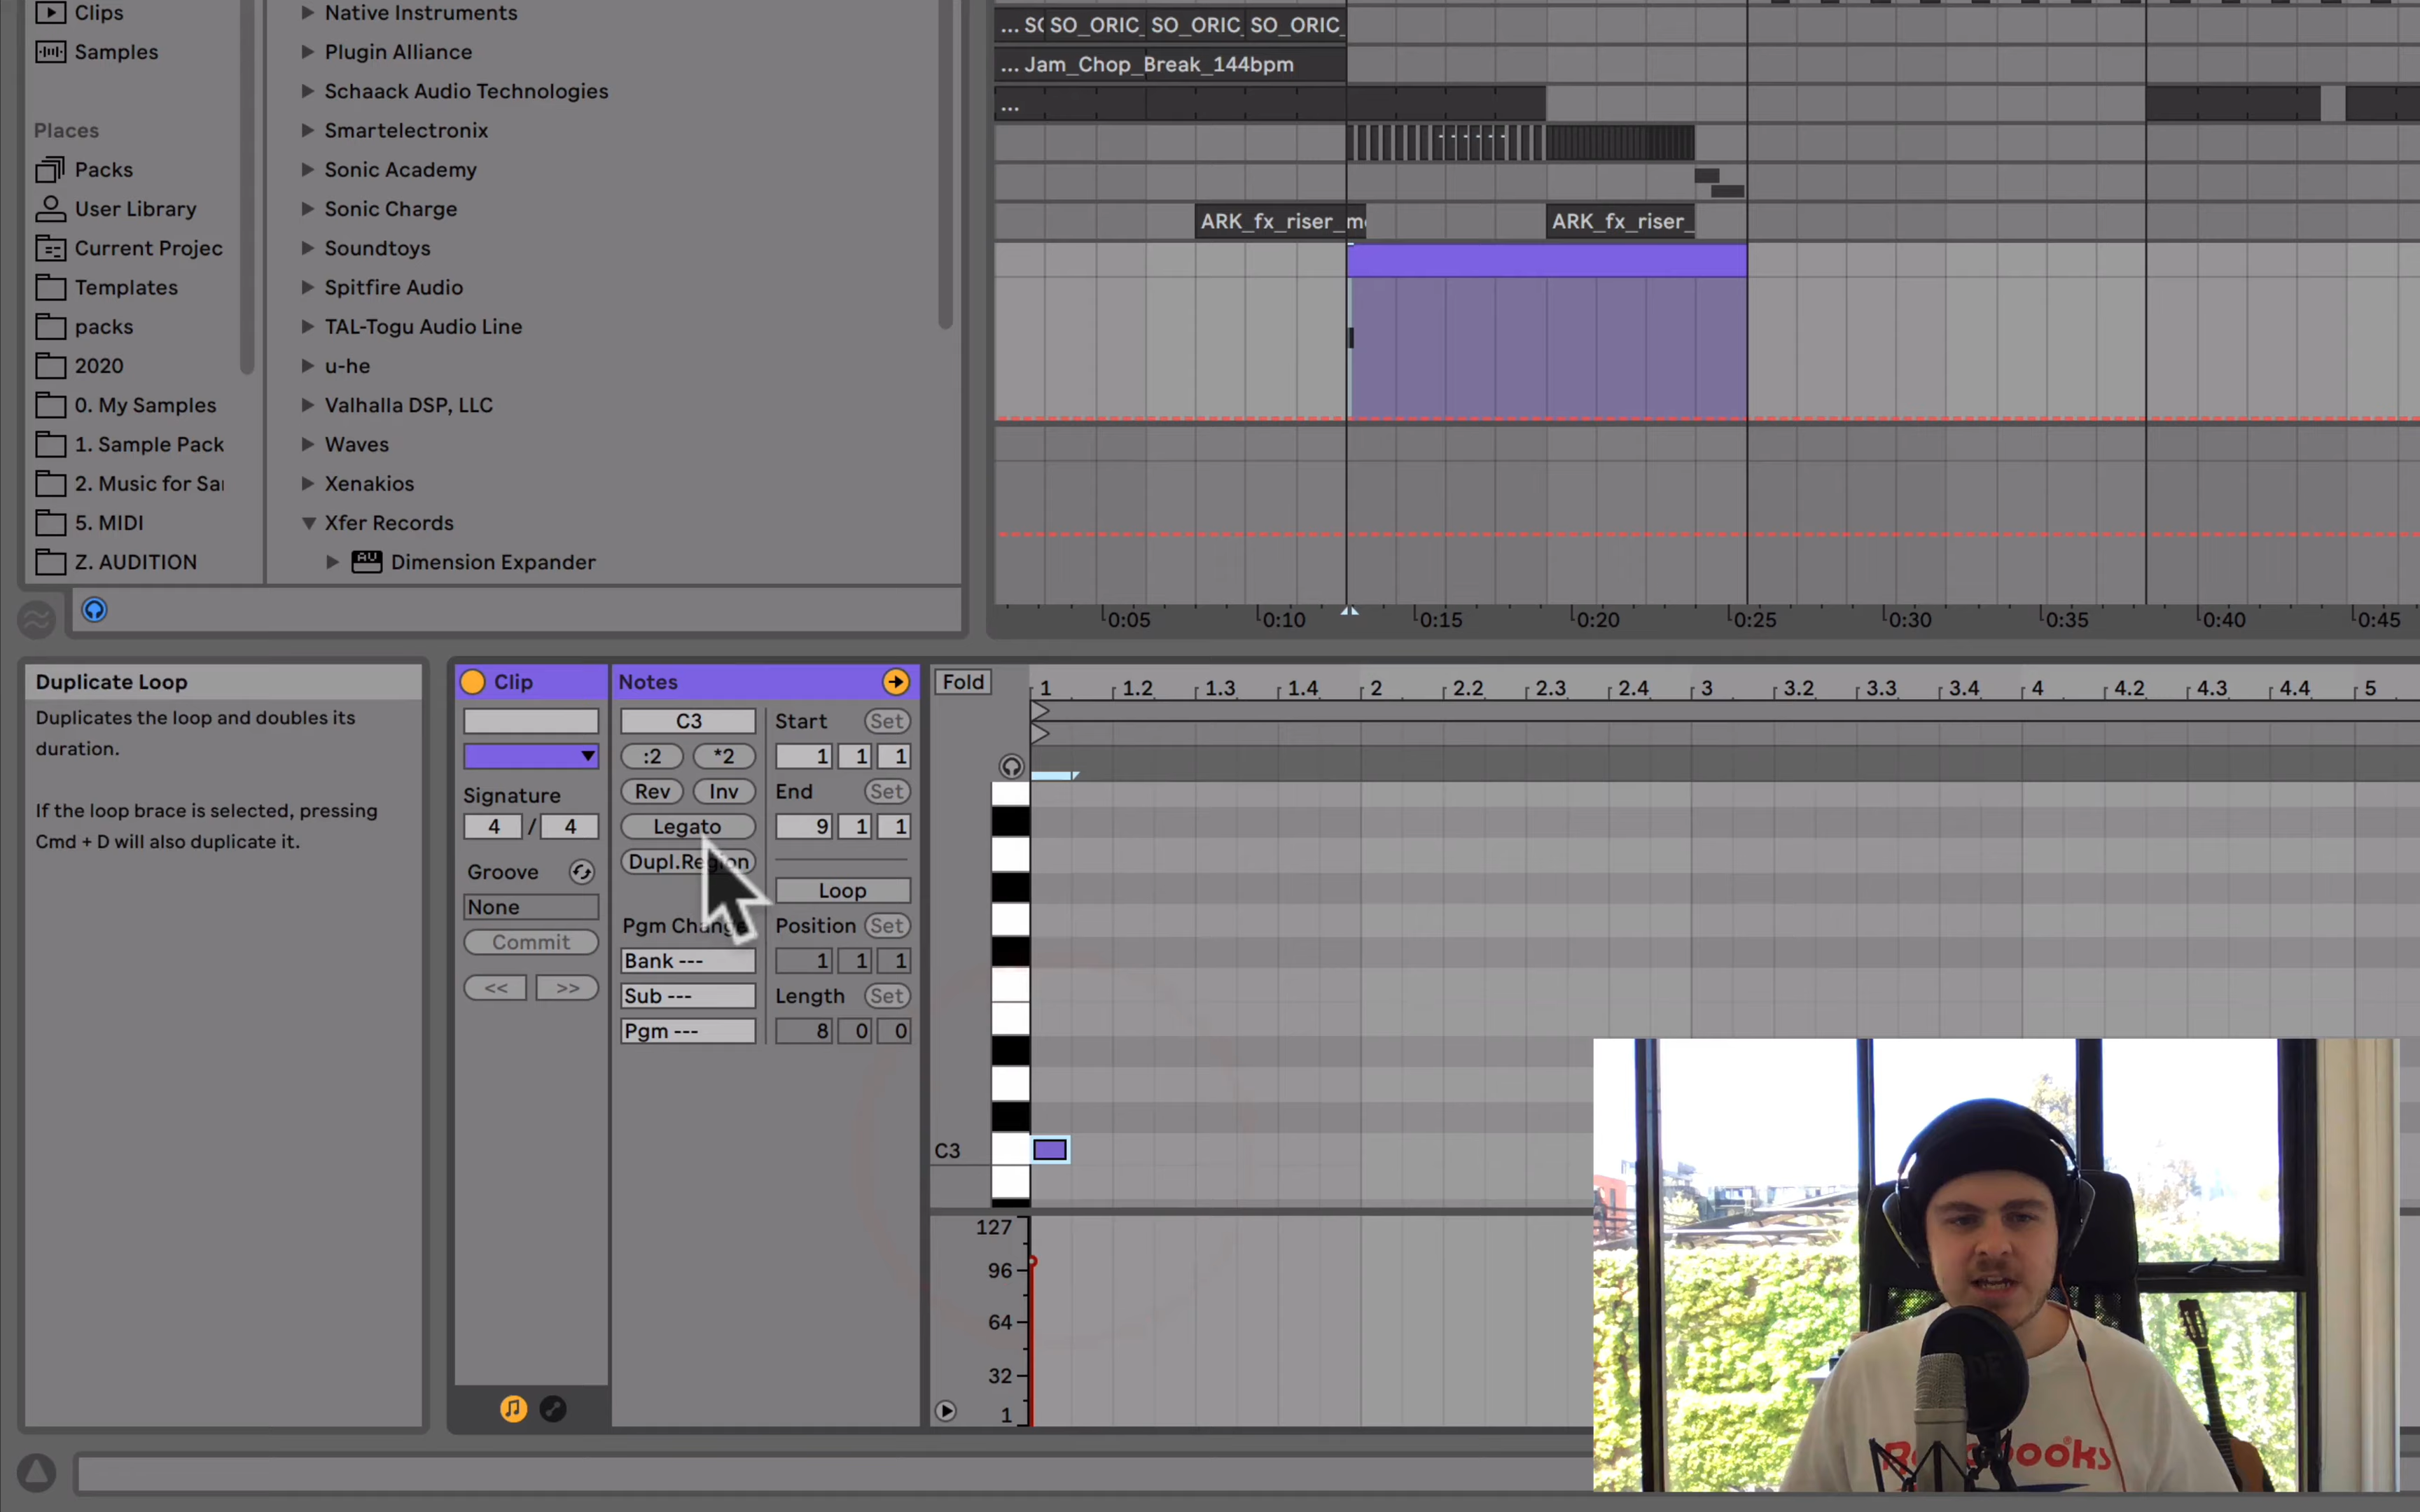 Clips
Samples
Places
Packs
User Library
Current Projec
Templates
packs
2020
0. My Samples
1. Sample Pack
2. Music for Sa
5. MIDI
Z. AUDITION
Native Instruments
Plugin Alliance
Schaack Audio Technologies
Smartelectronix
Sonic Academy
Sonic Charge
Soundtoys
Spitfire Audio
TAL-Togu Audio Line
u-he
Valhalla DSP, LLC
Waves
Xenakios
Xfer Records
AU Dimension Expander
... SO SO_ORIC_ SO_ORIC_ SO_ORIC_
... Jam_Chop_Break_144bpm
...
ARK_fx_riser_m ARK_fx_riser_
0:05 0:10 0:15 0:20 0:25 0:30 0:35 0:40 0:45
Duplicate Loop
Duplicates the loop and doubles its
duration.
If the loop brace is selected, pressing
Cmd + D will also duplicate it.
Clip
Signature
4 / 4
Groove
None
Commit
<< >>
Notes
C3
:2 *2
Rev Inv
Legato
Dupl.Region
Pgm Change
Bank ---
Sub ---
Pgm ---
Start Set
1 1 1
End Set
9 1 1
Loop
Position Set
1 1 1
Length Set
8 0 0
Fold
1 1.2 1.3 1.4 2 2.2 2.3 2.4 3 3.2 3.3 3.4 4 4.2 4.3 4.4 5
C3
127
96
64
32
1